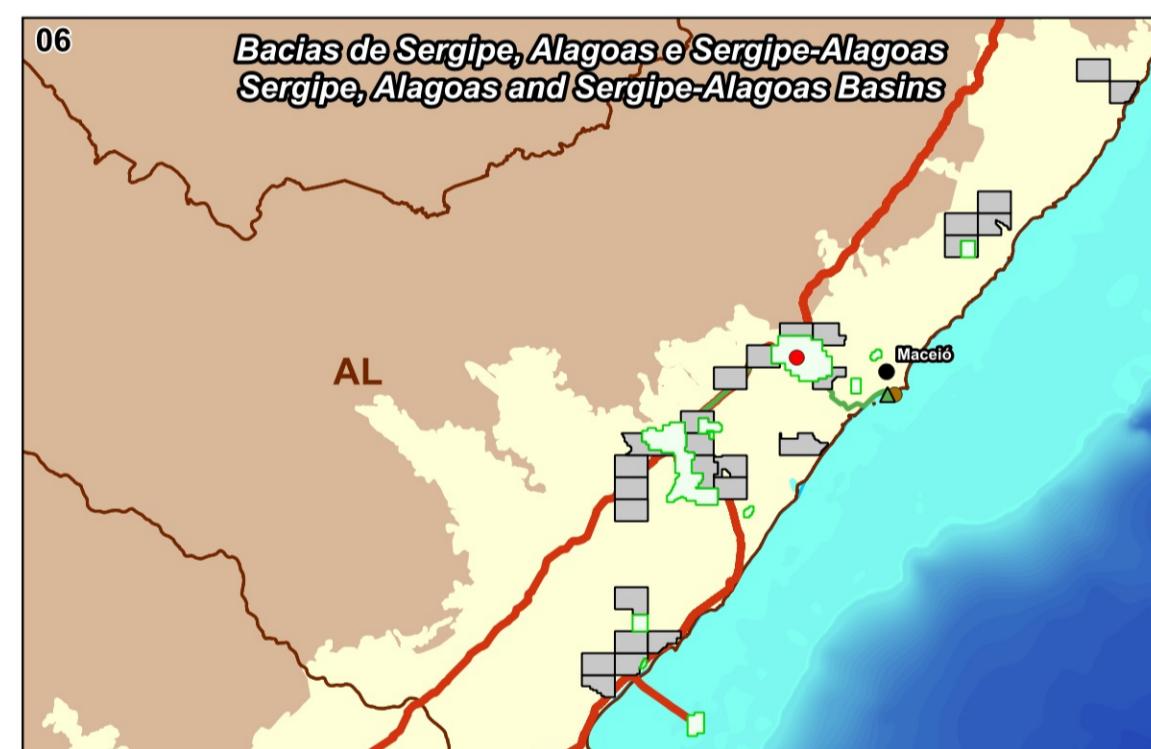 06
Bacias de Sergipe, Alagoas e Sergipe-Alagoas
Sergipe, Alagoas and Sergipe-Alagoas Basins
Maceió
AL